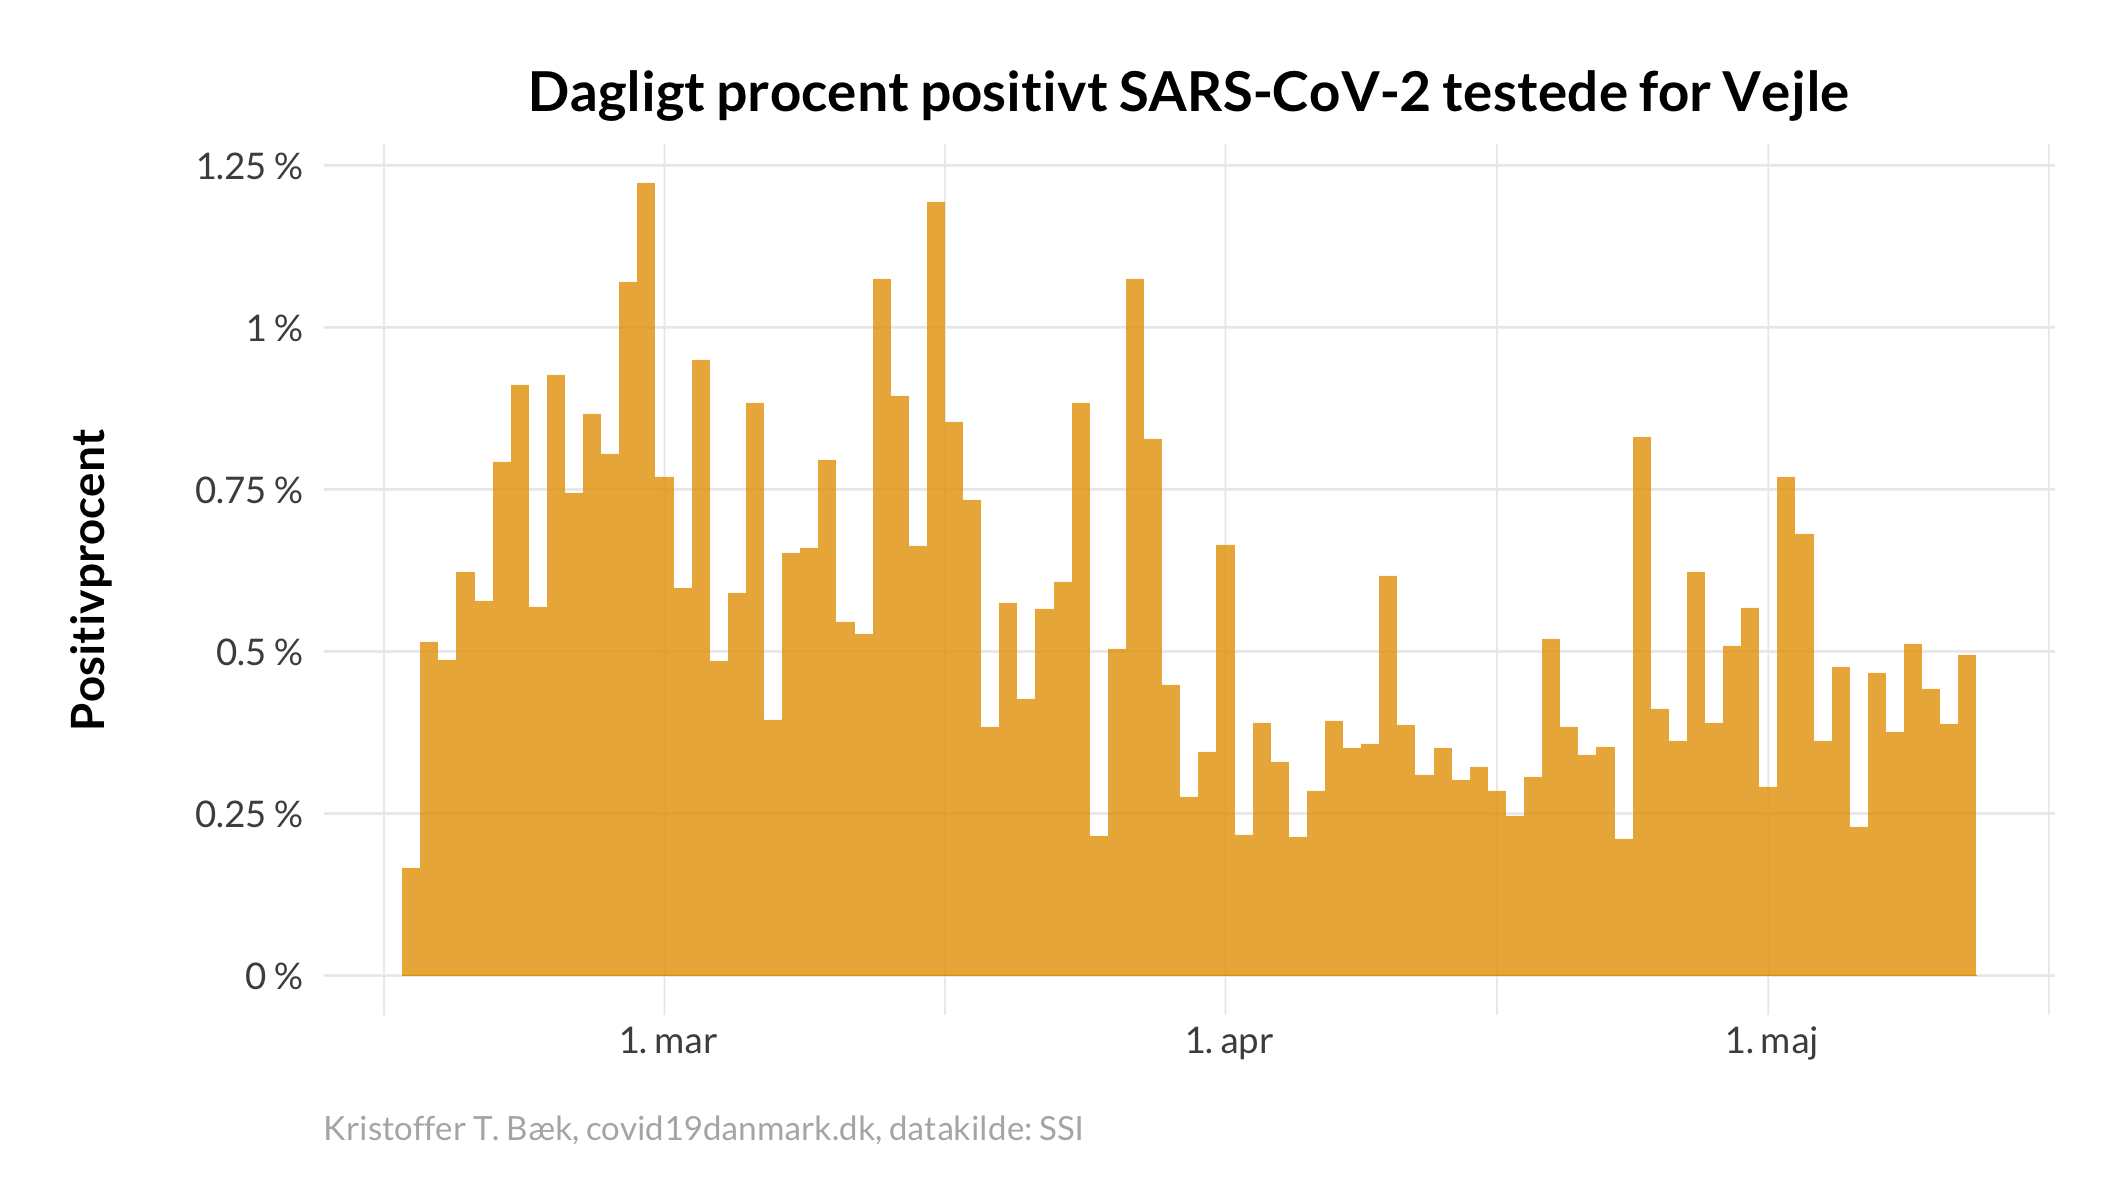 Dagligt procent positivt SARS-CoV-2 testede for Vejle
Positivprocent
1.25 %
1 %
0.75 %
0.5 %
0.25 %
0 %
1. mar
1. apr
1. maj
Kristoffer T. Bæk, covid19danmark.dk, datakilde: SSI